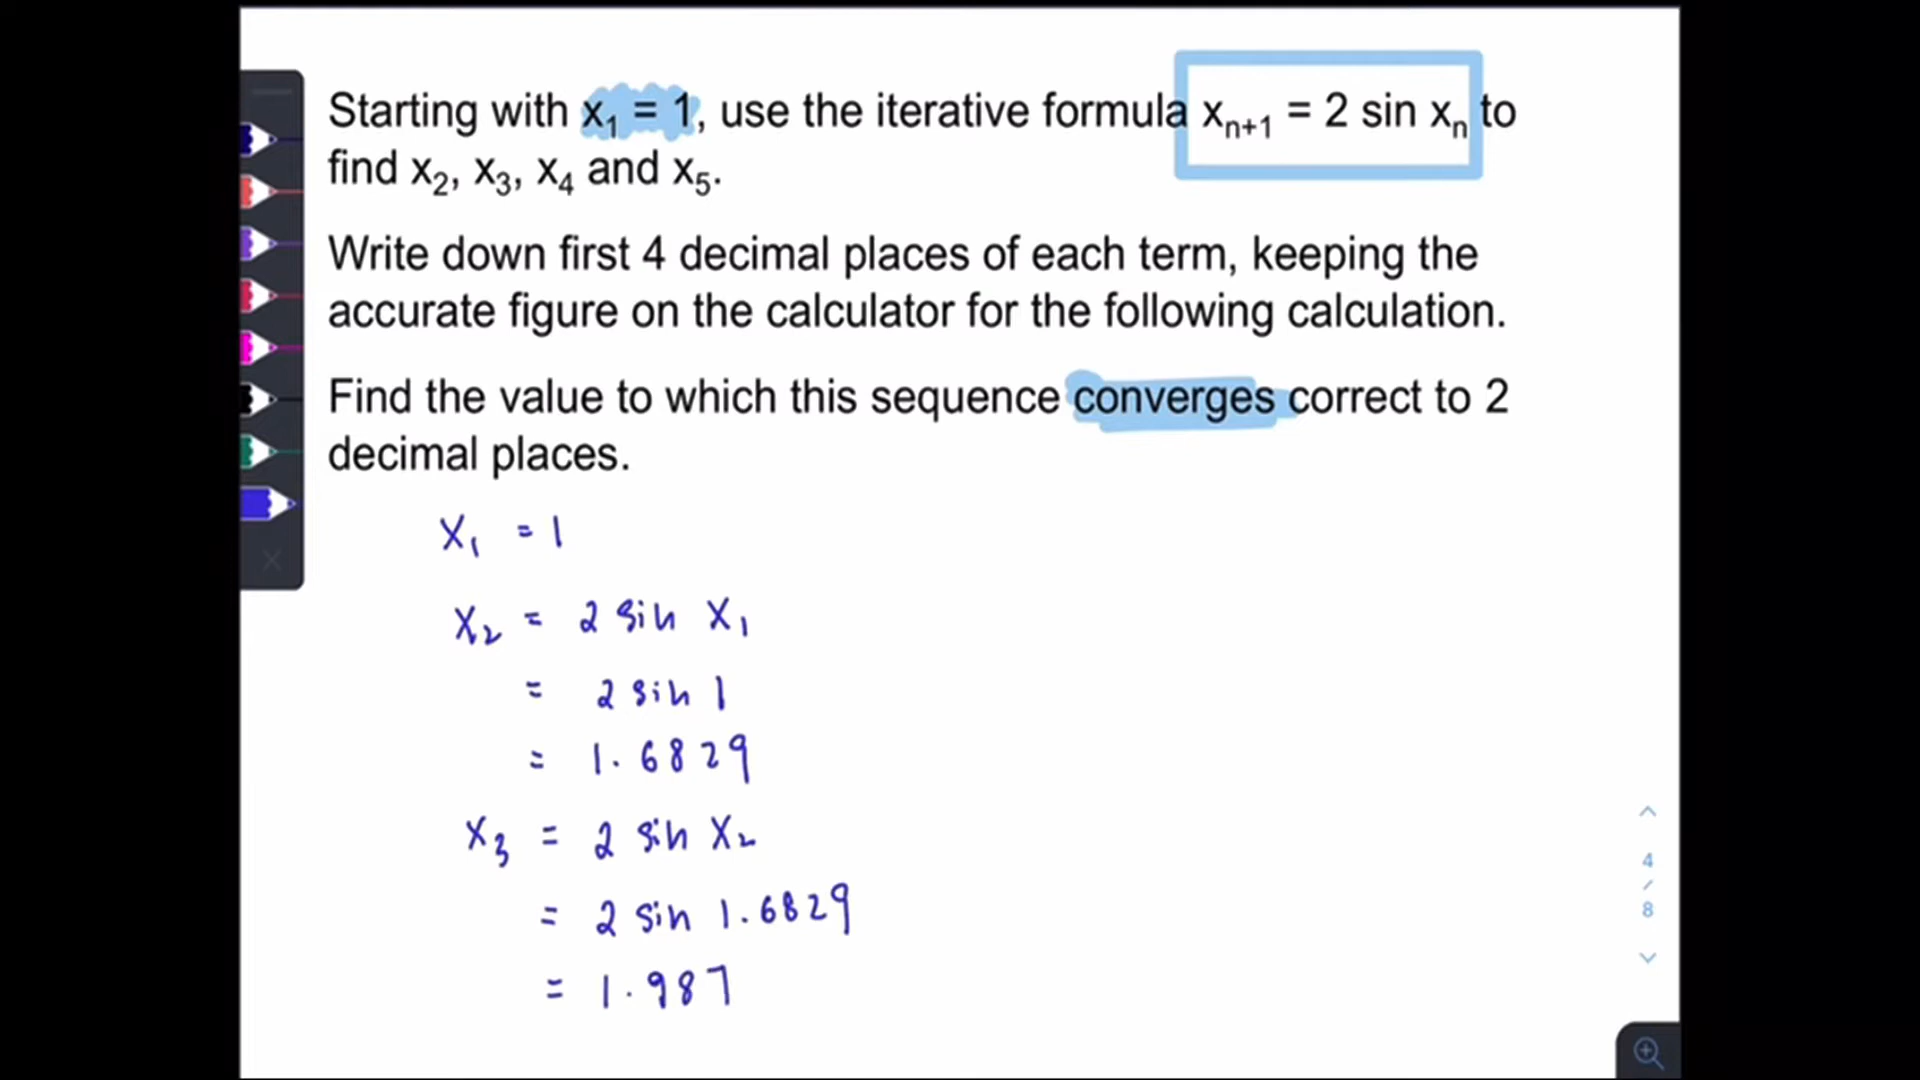 Starting with x₁ = 1, use the iterative formula xₙ₊₁ = 2 sin xₙ to
find x₂, x₃, x₄ and x₅.
Write down first 4 decimal places of each term, keeping the
accurate figure on the calculator for the following calculation.
Find the value to which this sequence converges correct to 2
decimal places.
x₁ = 1
x₂ = 2 sin x₁
= 2 sin 1
= 1.6829
x₃ = 2 sin x₂
= 2 sin 1.6829
= 1.987
4
/
8